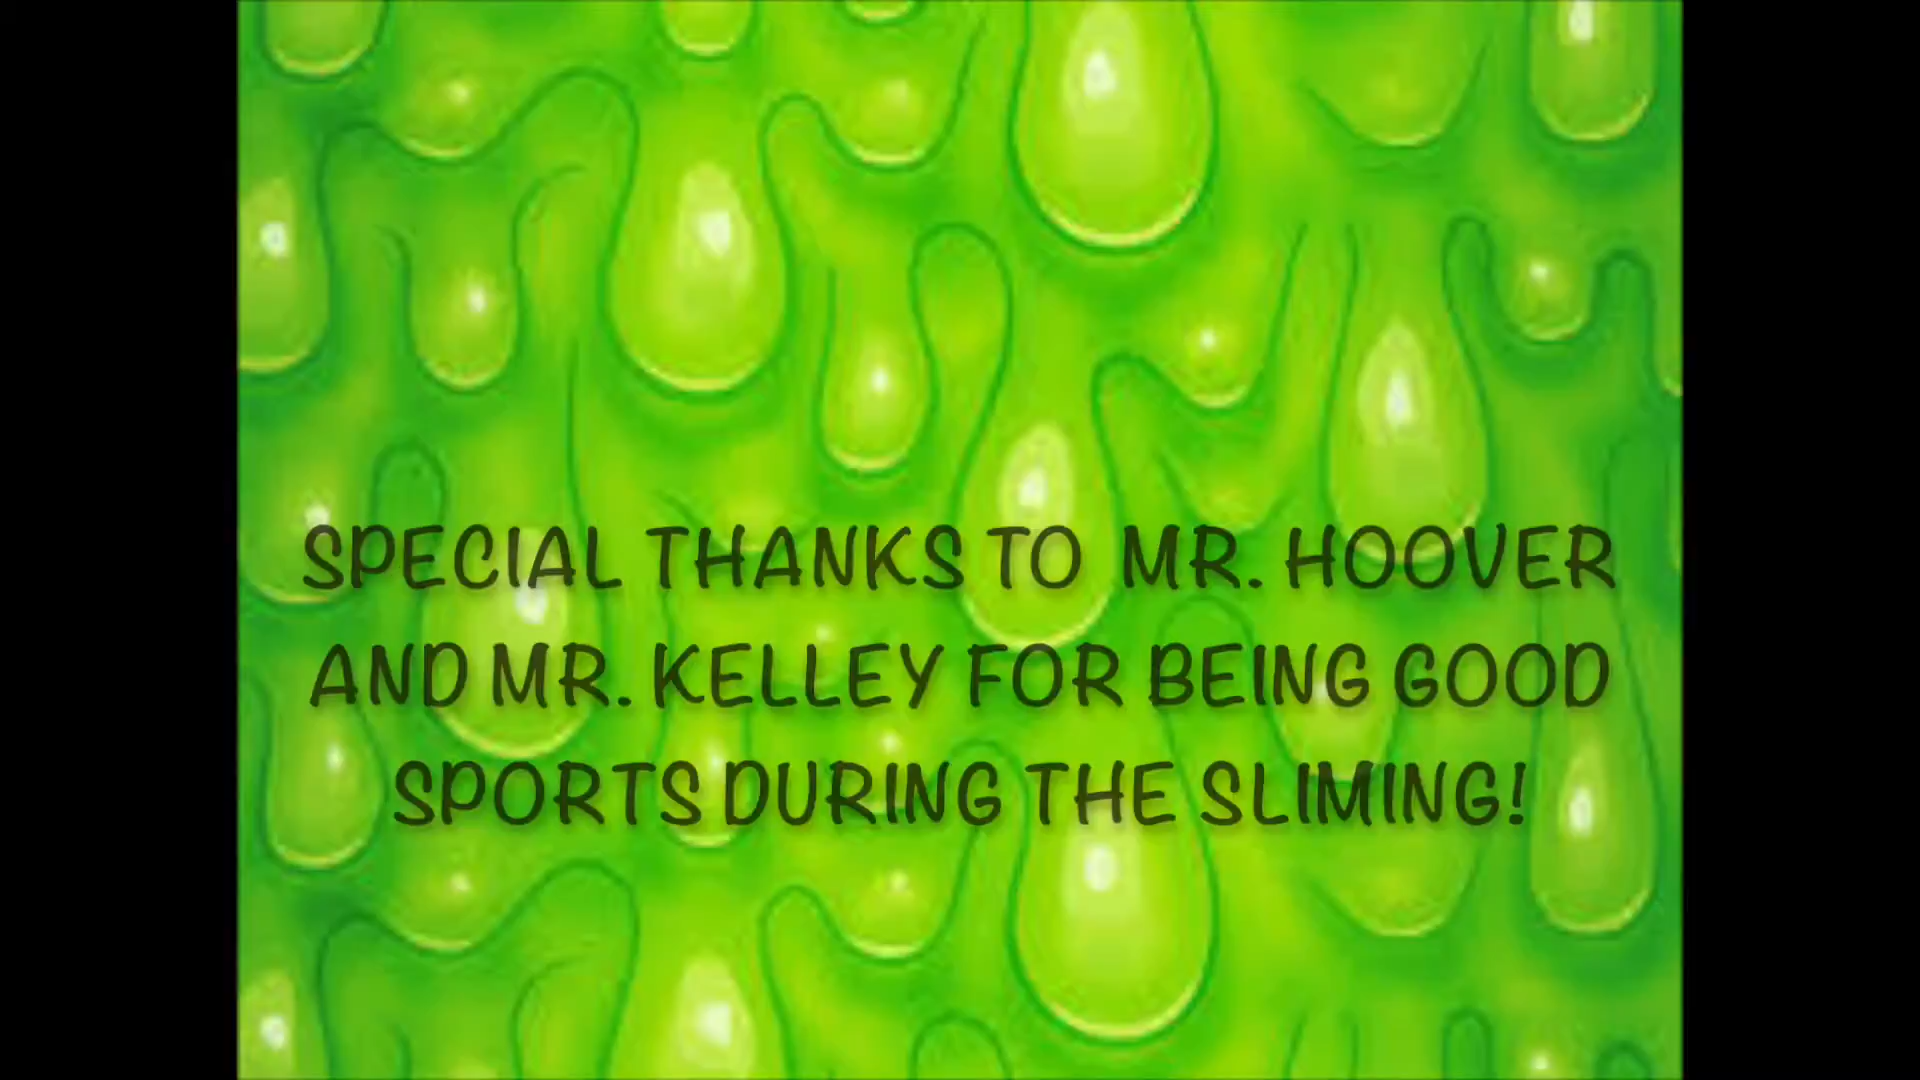 SPECIAL THANKS TO MR. HOOVER
AND MR. KELLEY FOR BEING GOOD
SPORTS DURING THE SLIMING!